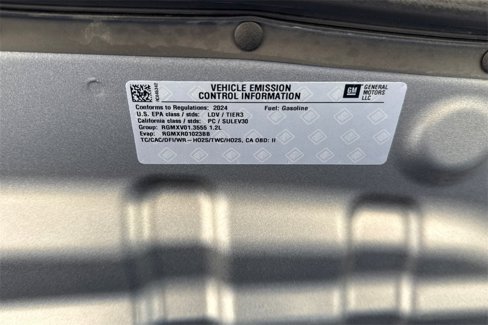 VEHICLE EMISSION
CONTROL INFORMATION
GM GENERAL MOTORS LLC
Conforms to Regulations: 2024 Fuel: Gasoline
U.S. EPA class / stds: LDV / TIER3
California class / stds: PC / SULEV30
Group: RGMXV01.3555 1.2L
Evap: RGMXR0102388
TC/CAC/DFI/WR-HO2S/TWC/HO2S, CA OBD: II